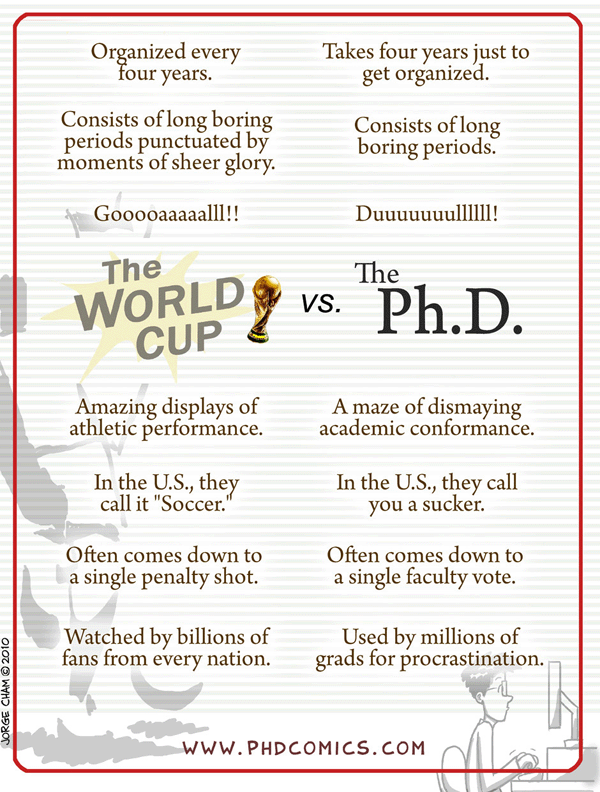 Organized every
four years.
Takes four years just to
get organized.
Consists of long boring
periods punctuated by
moments of sheer glory.
Consists of long
boring periods.
Gooooaaaaalll!!
Duuuuuuullllll!
The
WORLD
CUP
vs.
The
Ph.D.
Amazing displays of
athletic performance.
A maze of dismaying
academic conformance.
In the U.S., they
call it "Soccer."
In the U.S., they call
you a sucker.
Often comes down to
a single penalty shot.
Often comes down to
a single faculty vote.
Watched by billions of
fans from every nation.
Used by millions of
grads for procrastination.
JORGE CHAM © 2010
WWW.PHDCOMICS.COM